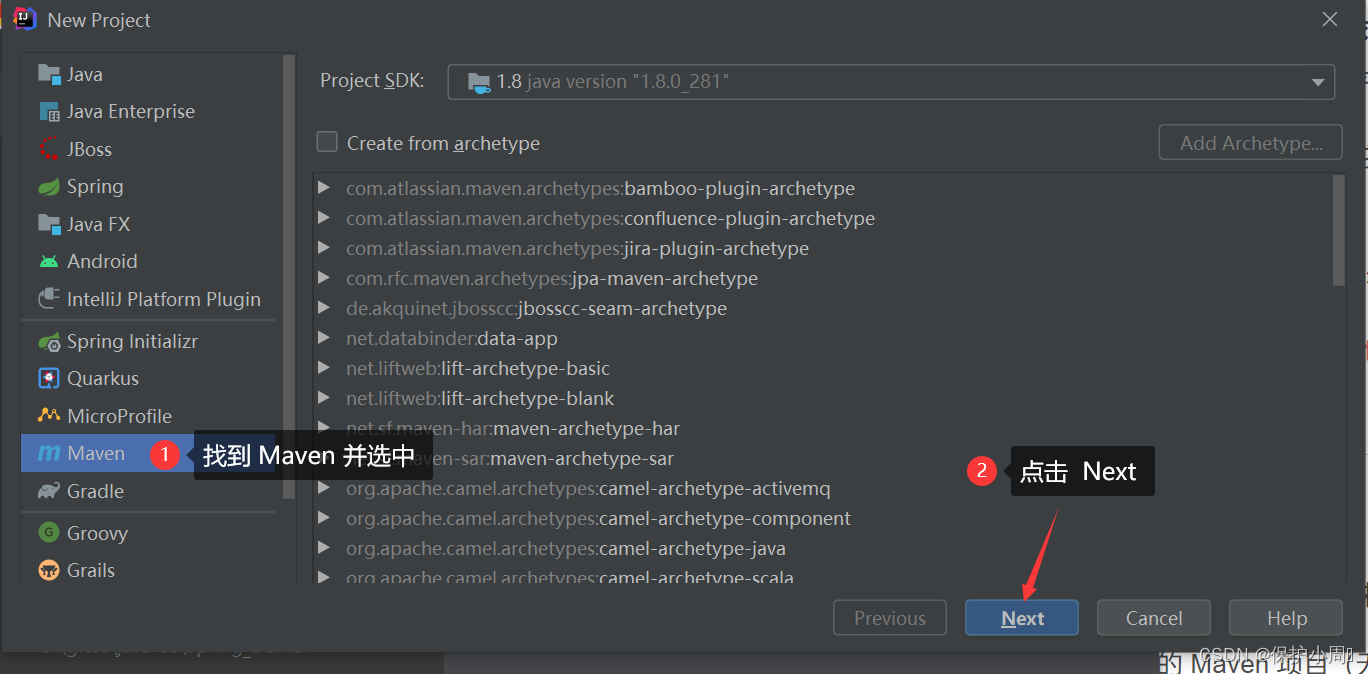 New Project
Java
Java Enterprise
JBoss
Spring
Java FX
Android
IntelliJ Platform Plugin
Spring Initializr
Quarkus
MicroProfile
Maven
1 找到 Maven 并选中
Gradle
Groovy
Grails
Project SDK: 1.8 java version "1.8.0_281"
Create from archetype
Add Archetype...
com.atlassian.maven.archetypes:bamboo-plugin-archetype
com.atlassian.maven.archetypes:confluence-plugin-archetype
com.atlassian.maven.archetypes:jira-plugin-archetype
com.rfc.maven.archetypes:jpa-maven-archetype
de.akquinet.jbosscc:jbosscc-seam-archetype
net.databinder:data-app
net.liftweb:lift-archetype-basic
net.liftweb:lift-archetype-blank
net.sf.maven-har:maven-archetype-har
-sar:maven-archetype-sar
org.apache.camel.archetypes:camel-archetype-activemq
org.apache.camel.archetypes:camel-archetype-component
org.apache.camel.archetypes:camel-archetype-java
org.apache.camel.archetypes:camel-archetype-scala
2 点击 Next
Previous
Next
Cancel
Help
的 Maven 项目
CSDN @保护小周